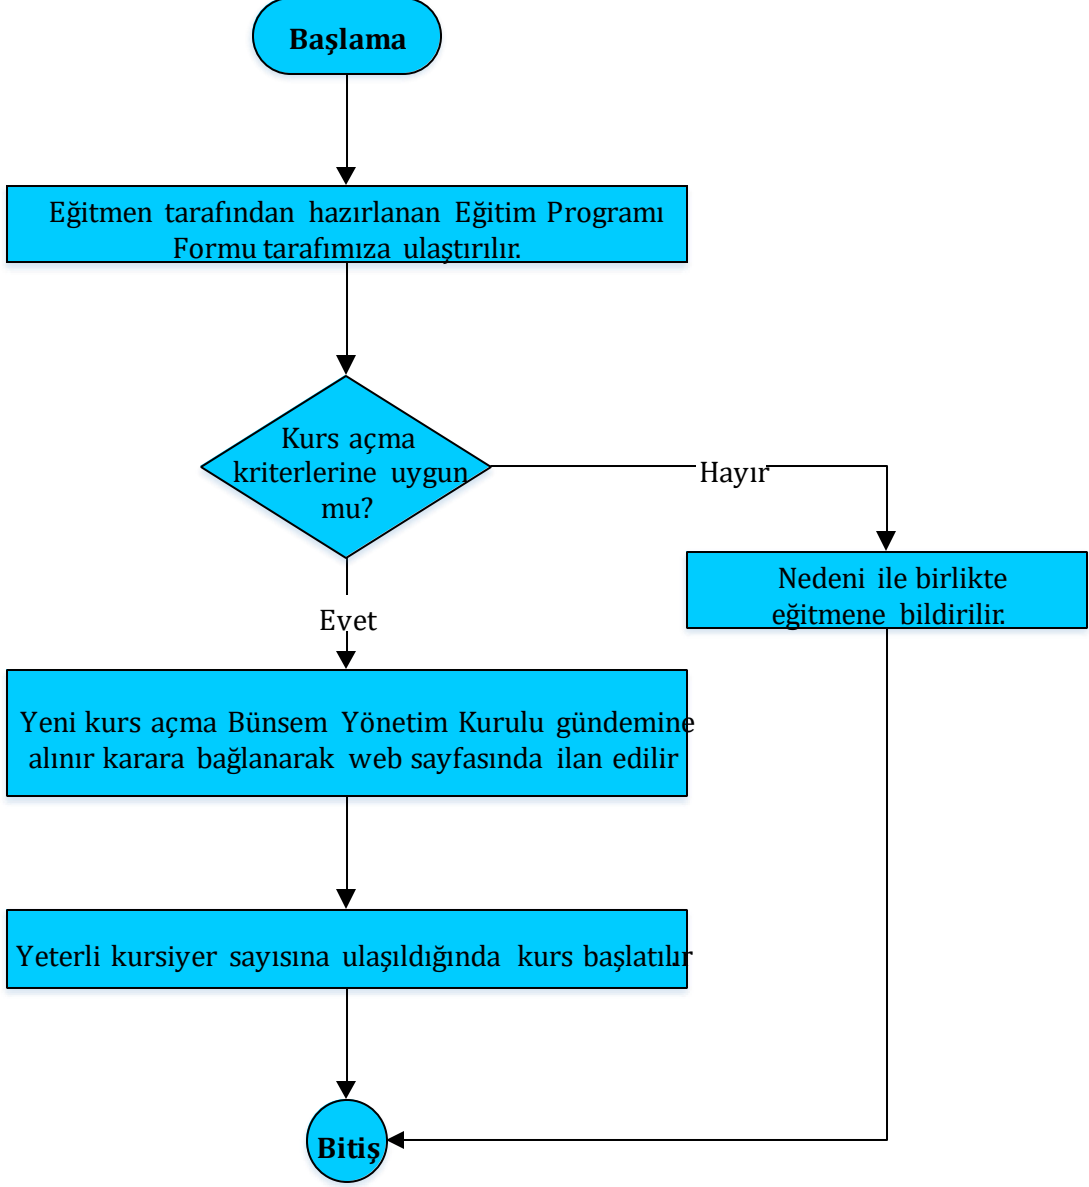 Başlama
Eğitmen tarafından hazırlanan Eğitim Programı
Formu tarafımıza ulaştırılır.
Kurs açma
kriterlerine uygun
mu?
Hayır
Nedeni ile birlikte
eğitmene bildirilir.
Evet
Yeni kurs açma Bünsem Yönetim Kurulu gündemine
alınır karara bağlanarak web sayfasında ilan edilir
Yeterli kursiyer sayısına ulaşıldığında kurs başlatılır.
Bitiş